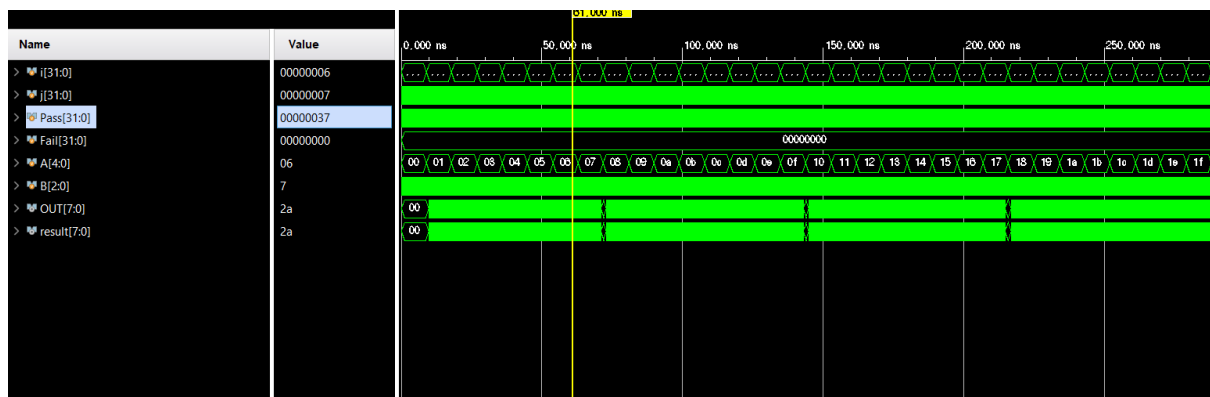 61.000 ns
Name Value 0.000 ns 50.000 ns 100.000 ns 150.000 ns 200.000 ns 250.000 ns
> i[31:0] 00000006 ... ... ... ... ... ... ... ... ... ... ... ... ... ... ... ... ... ... ... ... ... ... ... ... ... ... ... ... ... ... ... ...
> j[31:0] 00000007
> Pass[31:0] 00000037
> Fail[31:0] 00000000 00000000
> A[4:0] 06 00 01 02 03 04 05 06 07 08 09 0a 0b 0c 0d 0e 0f 10 11 12 13 14 15 16 17 18 19 1a 1b 1c 1d 1e 1f
> B[2:0] 7
> OUT[7:0] 2a 00
> result[7:0] 2a 00